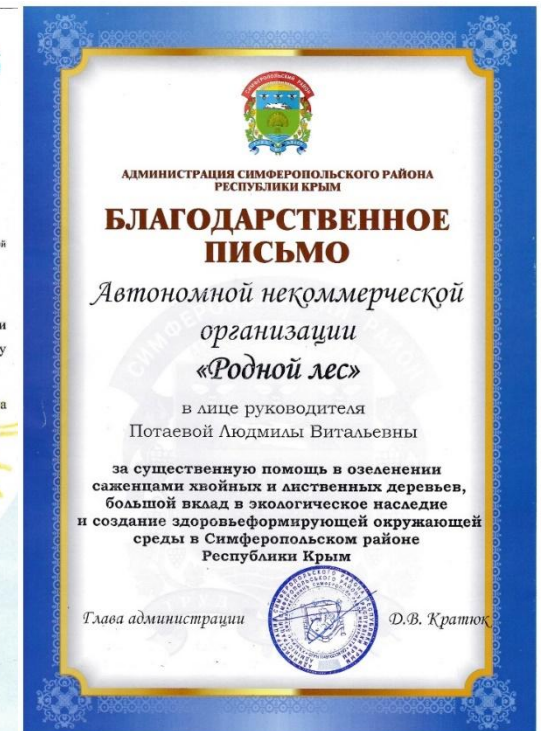 й
и
у
а
СИМФЕРОПОЛЬСКИЙ РАЙОН
АДМИНИСТРАЦИЯ СИМФЕРОПОЛЬСКОГО РАЙОНА
РЕСПУБЛИКИ КРЫМ
БЛАГОДАРСТВЕННОЕ
ПИСЬМО
Автономной некоммерческой
организации
«Родной лес»
в лице руководителя
Потаевой Людмилы Витальевны
за существенную помощь в озеленении
саженцами хвойных и лиственных деревьев,
большой вклад в экологическое наследие
и создание здоровьеформирующей окружающей
среды в Симферопольском районе
Республики Крым
Глава администрации
Д.В. Кратюк